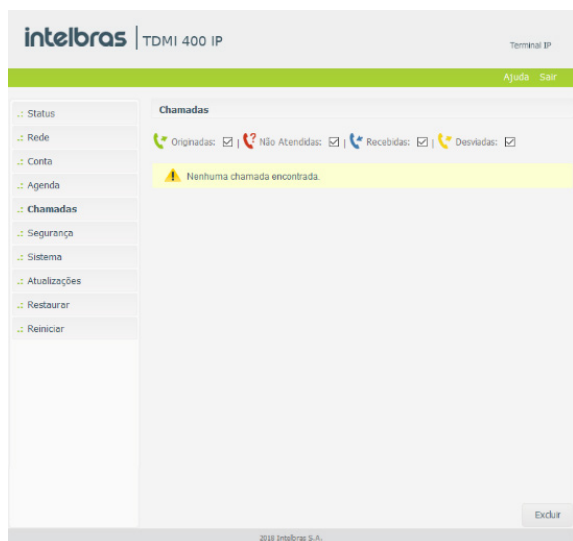 intelbras TDMI 400 IP
Terminal IP
Ajuda Sair
.: Status
.: Rede
.: Conta
.: Agenda
.: Chamadas
.: Segurança
.: Sistema
.: Atualizações
.: Restaurar
.: Reiniciar
Chamadas
Originadas: | Não Atendidas: | Recebidas: | Desviadas:
Nenhuma chamada encontrada.
Excluir
2018 Intelbras S.A.